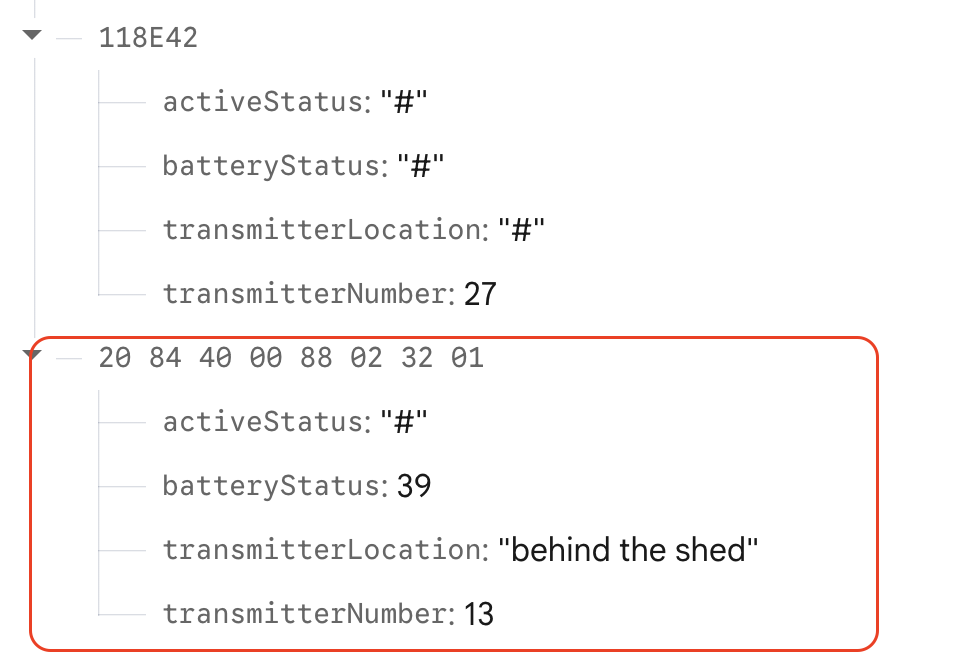 118E42
activeStatus: "#"
batteryStatus: "#"
transmitterLocation: "#"
transmitterNumber: 27
20 84 40 00 88 02 32 01
activeStatus: "#"
batteryStatus: 39
transmitterLocation: "behind the shed"
transmitterNumber: 13